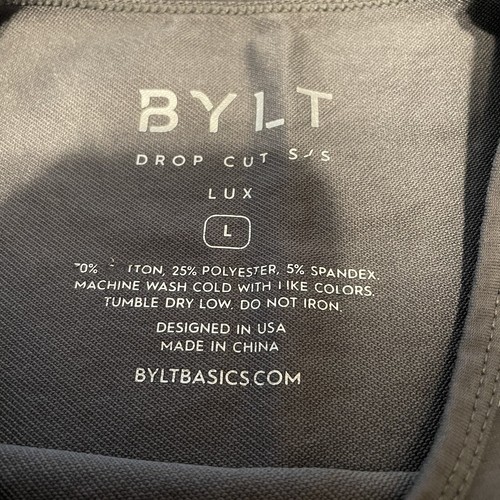 BYLT
DROP CUT S/S
LUX
L
25% POLYESTER, 5% SPANDEX.
MACHINE WASH COLD WITH LIKE COLORS.
TUMBLE DRY LOW. DO NOT IRON.
DESIGNED IN USA
MADE IN CHINA
BYLTBASICS.COM